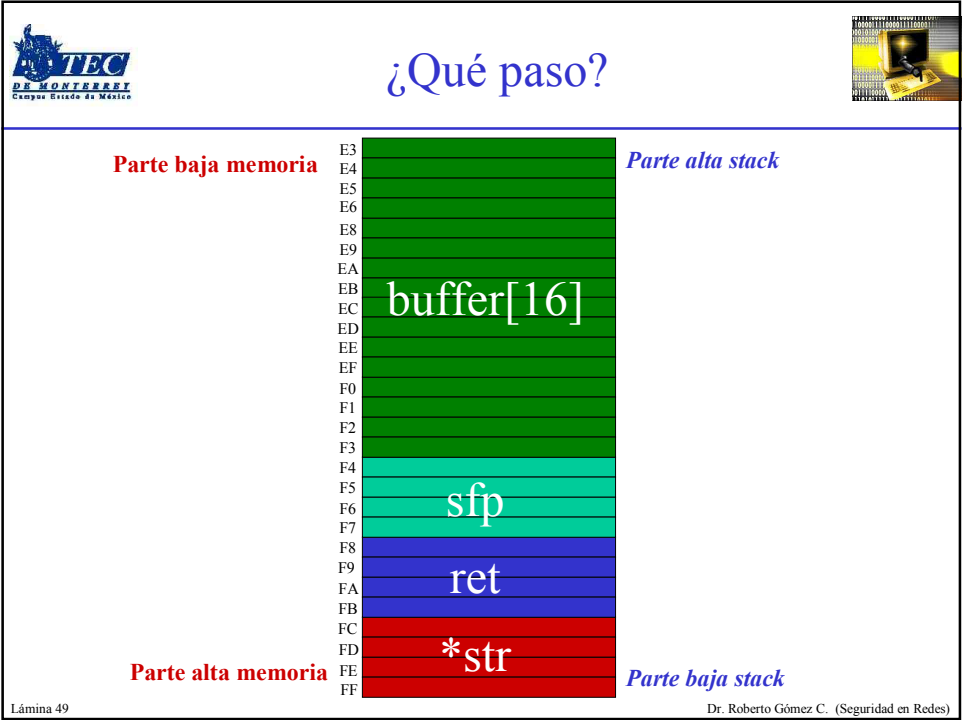 TEC
DE MONTERREY
Campus Estado de México
¿Qué paso?
Parte baja memoria
Parte alta stack
E3
E4
E5
E6
E8
E9
EA
EB
EC
ED
EE
EF
F0
F1
F2
F3
F4
F5
F6
F7
F8
F9
FA
FB
FC
FD
FE
FF
buffer[16]
sfp
ret
*str
Parte alta memoria
Parte baja stack
Lámina 49
Dr. Roberto Gómez C. (Seguridad en Redes)